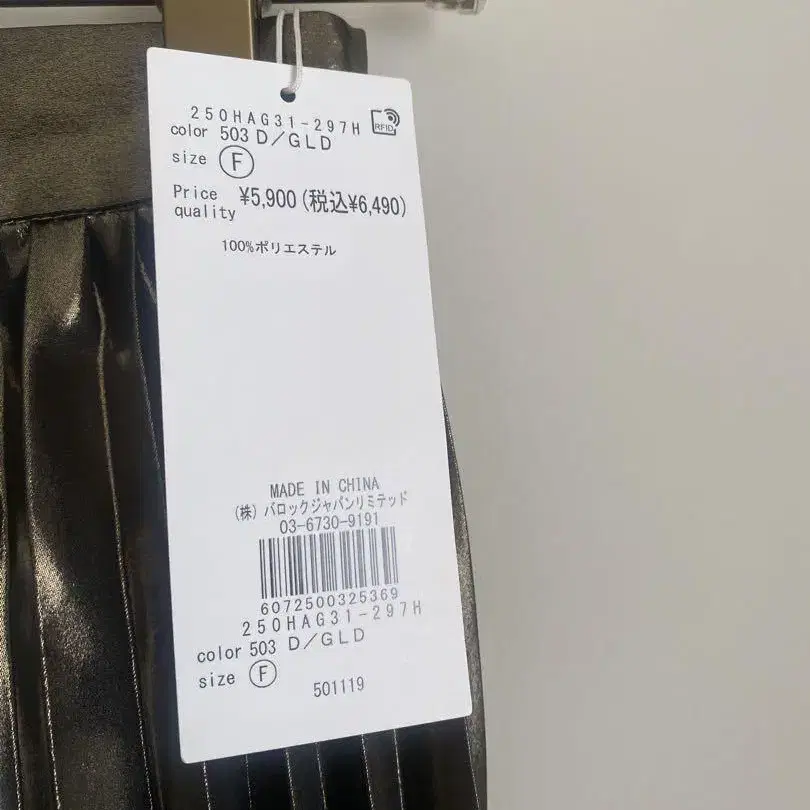 250HAG31-297H
RFID
color 503 D/GLD
size Ⓕ
Price ¥5,900(税込¥6,490)
quality
100%ポリエステル
MADE IN CHINA
(株)バロックジャパンリミテッド
03-6730-9191
6072500325369
250HAG31-297H
color 503 D/GLD
size Ⓕ
501119